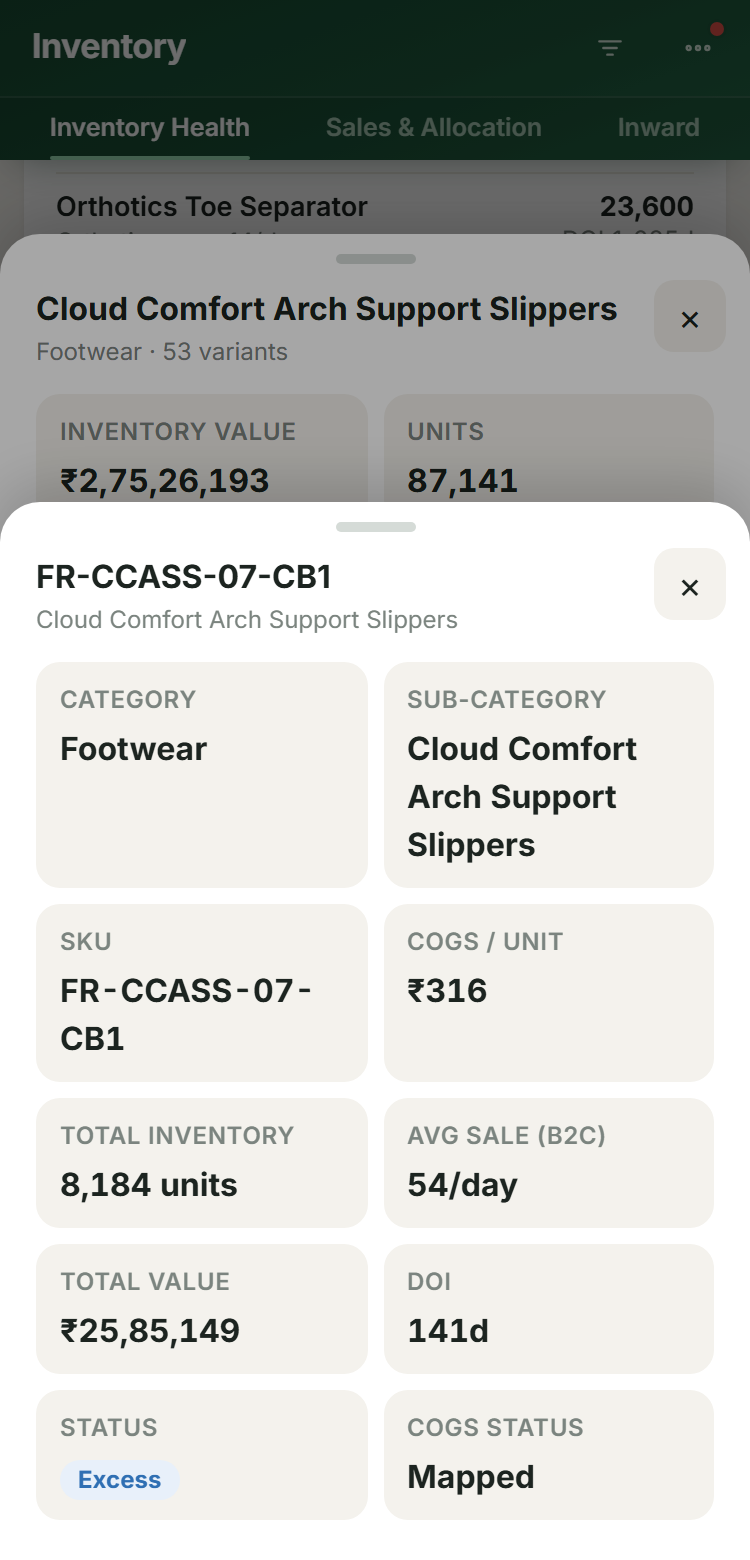 Inventory
Inventory Health
Sales & Allocation
Inward
Orthotics Toe Separator
23,600
Cloud Comfort Arch Support Slippers
×
Footwear · 53 variants
INVENTORY VALUE
UNITS
₹2,75,26,193
87,141
FR-CCASS-07-CB1
×
Cloud Comfort Arch Support Slippers
CATEGORY
SUB-CATEGORY
Footwear
Cloud Comfort
Arch Support
Slippers
SKU
COGS / UNIT
FR-CCASS-07-
CB1
₹316
TOTAL INVENTORY
AVG SALE (B2C)
8,184 units
54/day
TOTAL VALUE
DOI
₹25,85,149
141d
STATUS
COGS STATUS
Excess
Mapped